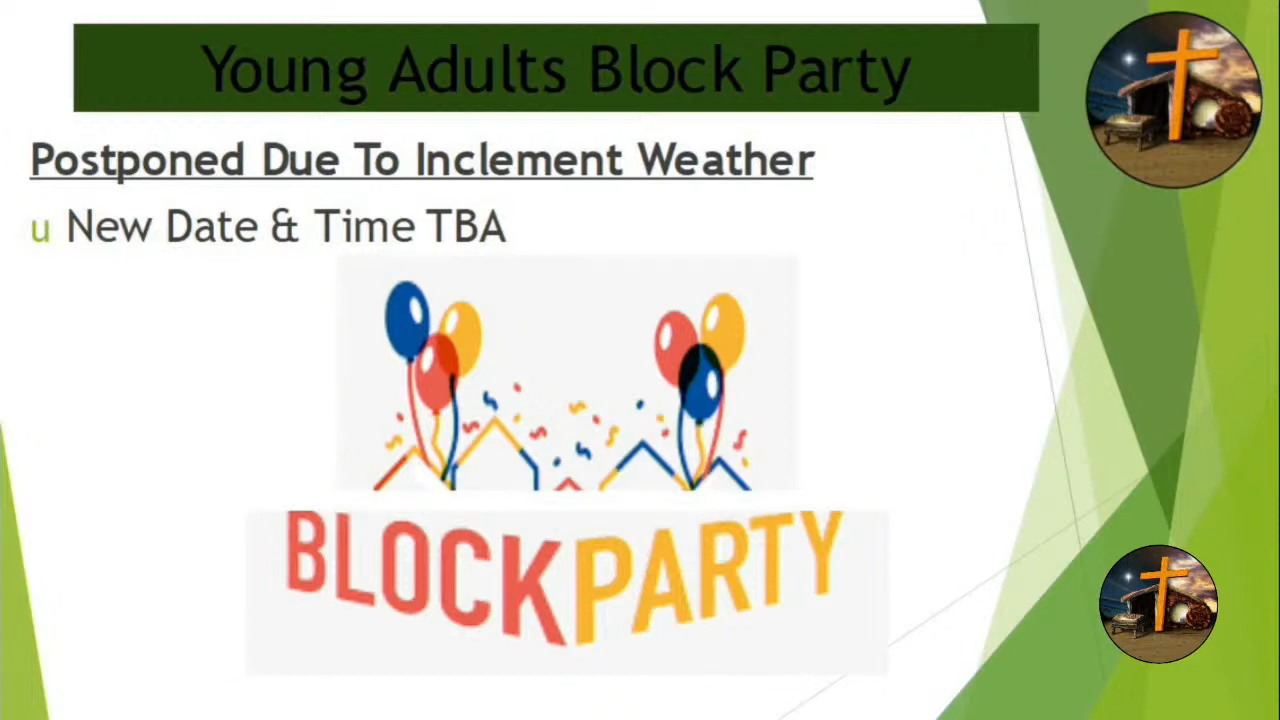 Young Adults Block Party
Postponed Due To Inclement Weather
u New Date & Time TBA
BLOCKPARTY